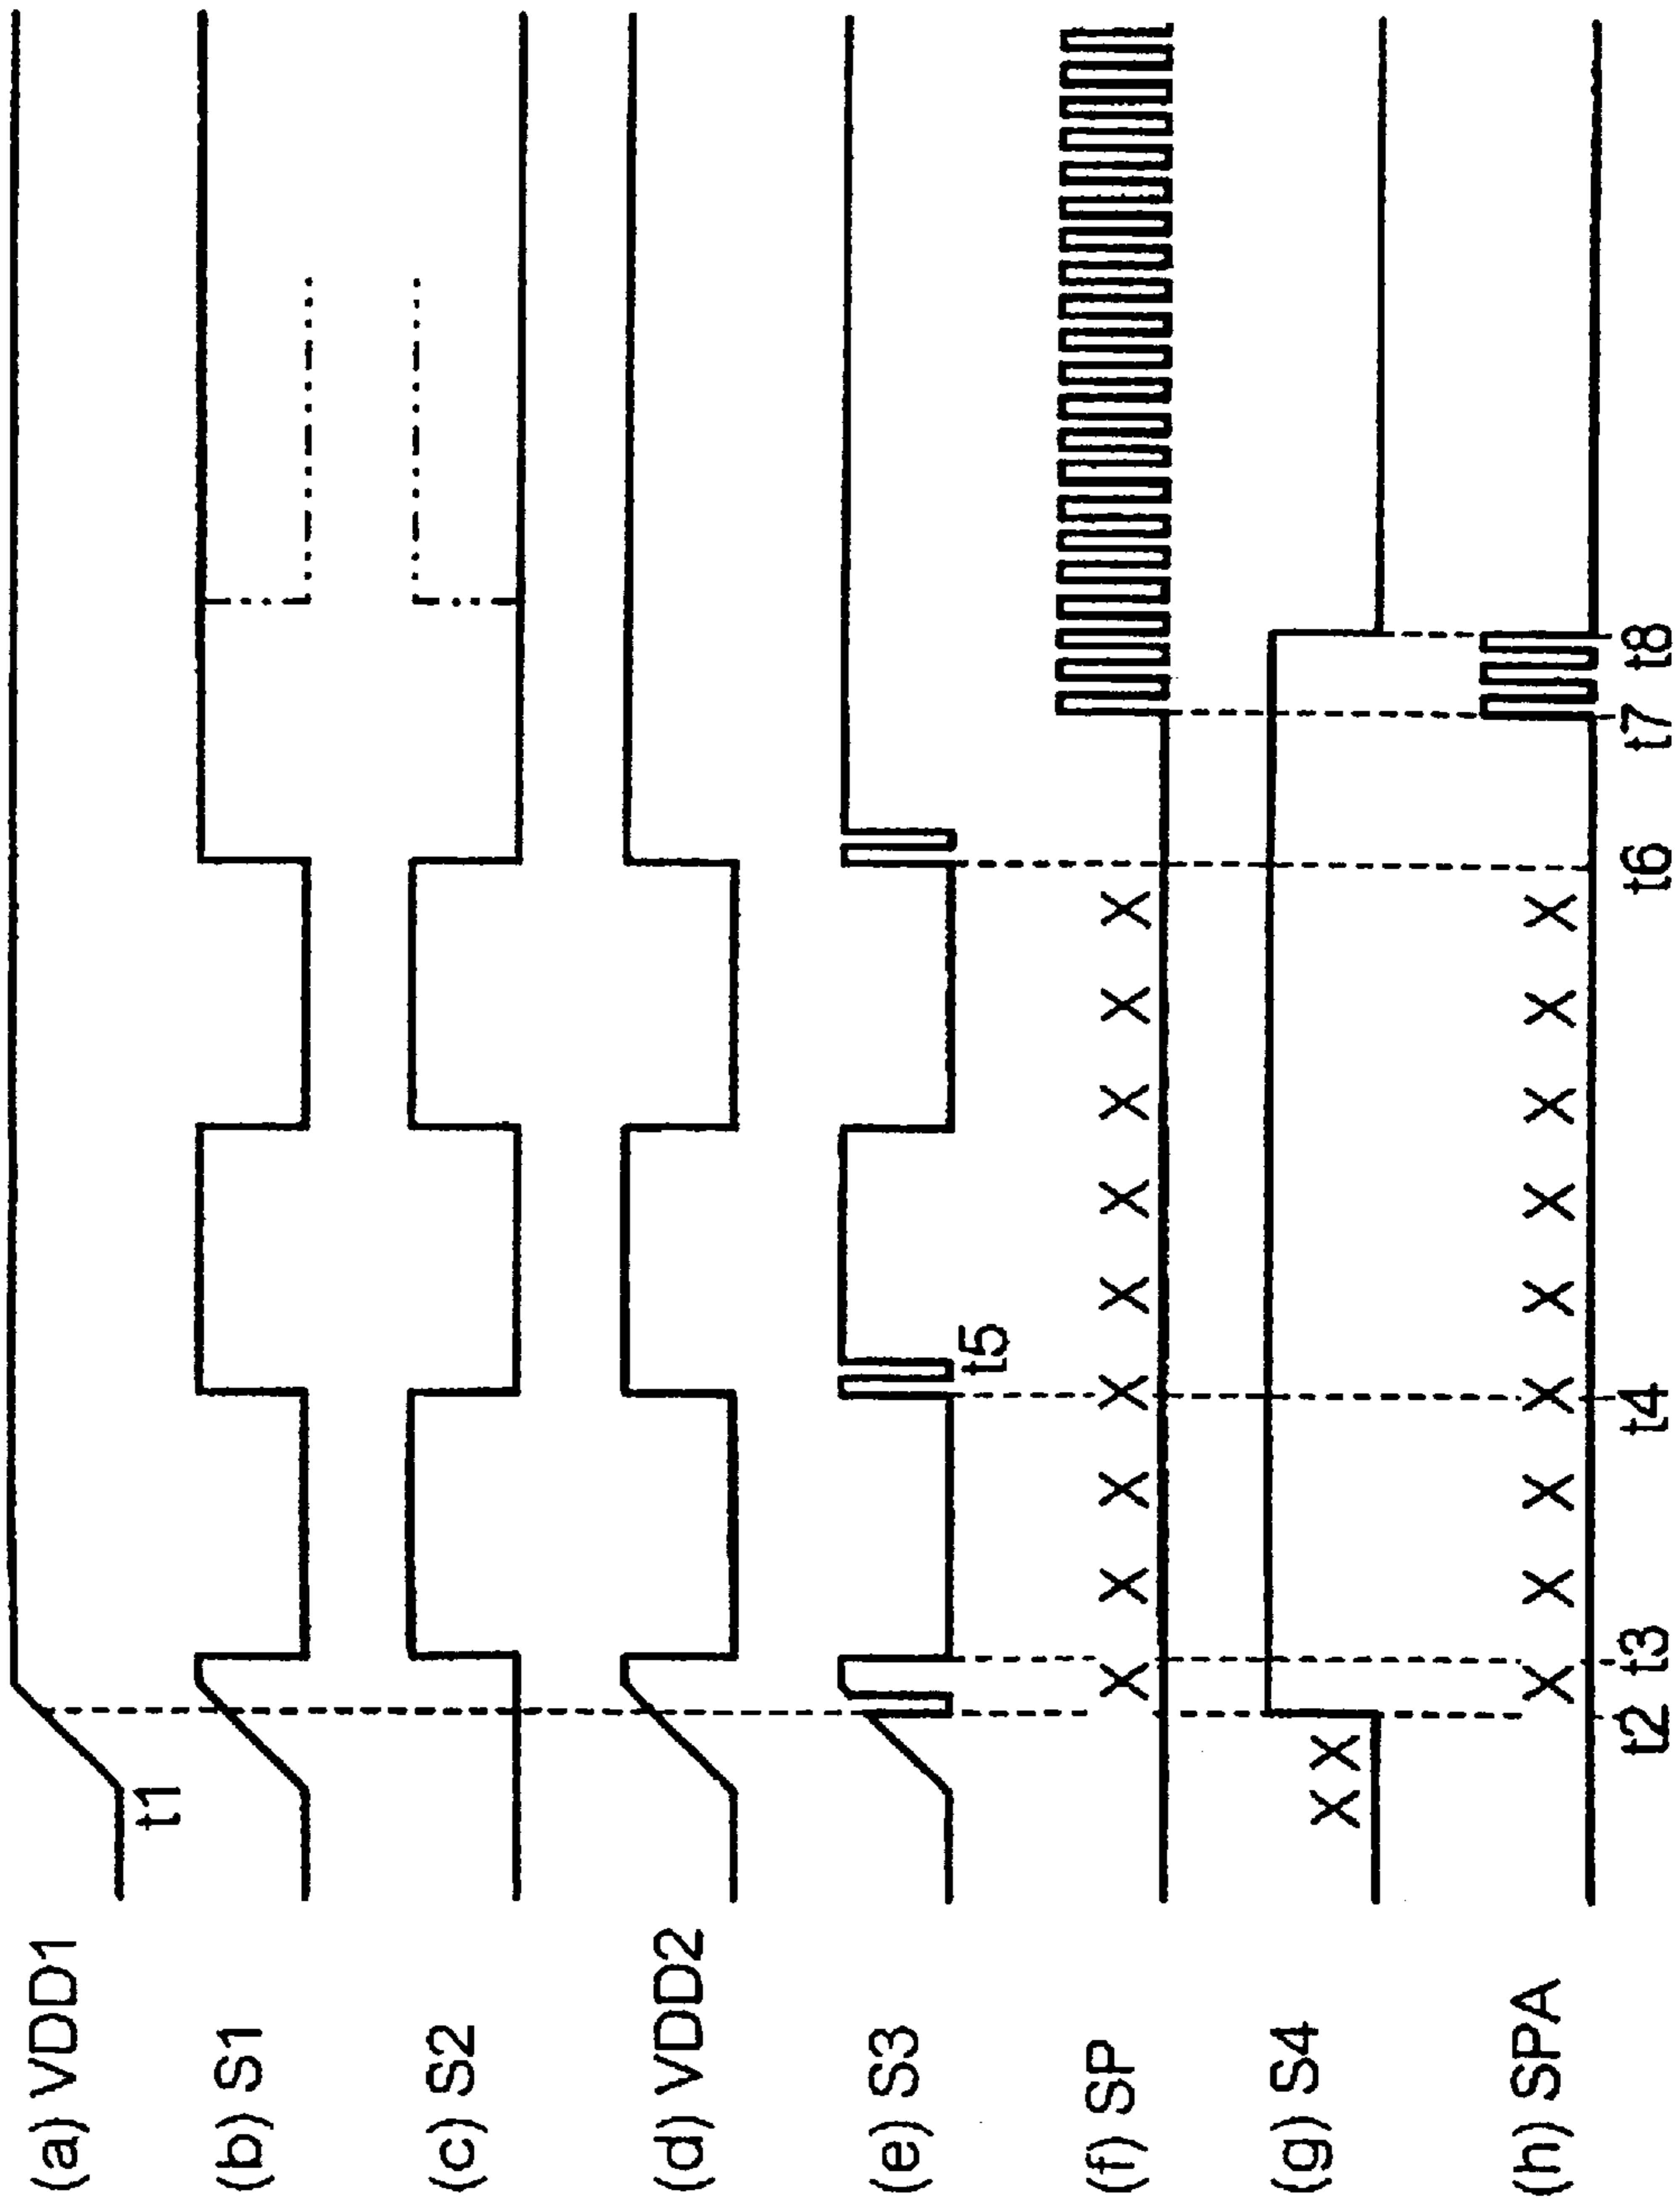 (a) VDD1
t1
(b) S1
(c) S2
(d) VDD2
(e) S3
t5
(f) SP
X X X X X X X X X
(g) S4
X X
(h) SPA
X X X X X X X X X
t2 t3 t4 t6 t7 t8